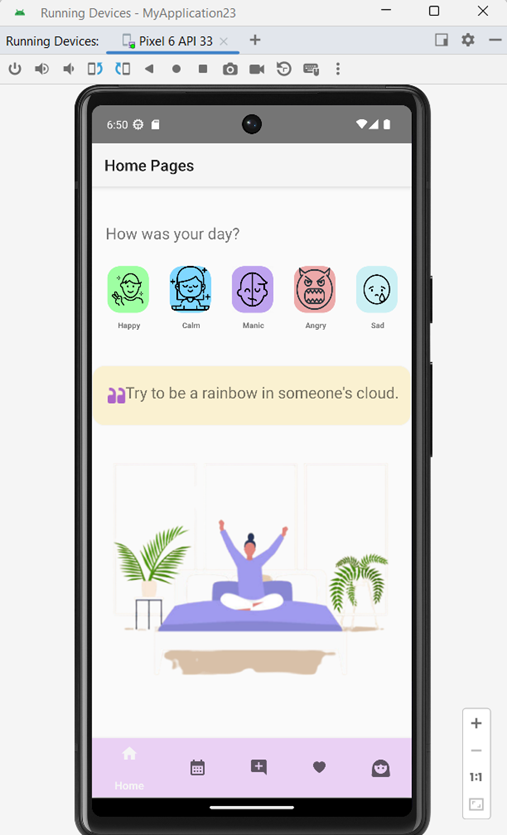 Running Devices - MyApplication23
Running Devices: Pixel 6 API 33
6:50
Home Pages
How was your day?
Happy Calm Manic Angry Sad
Try to be a rainbow in someone's cloud.
Home
1:1